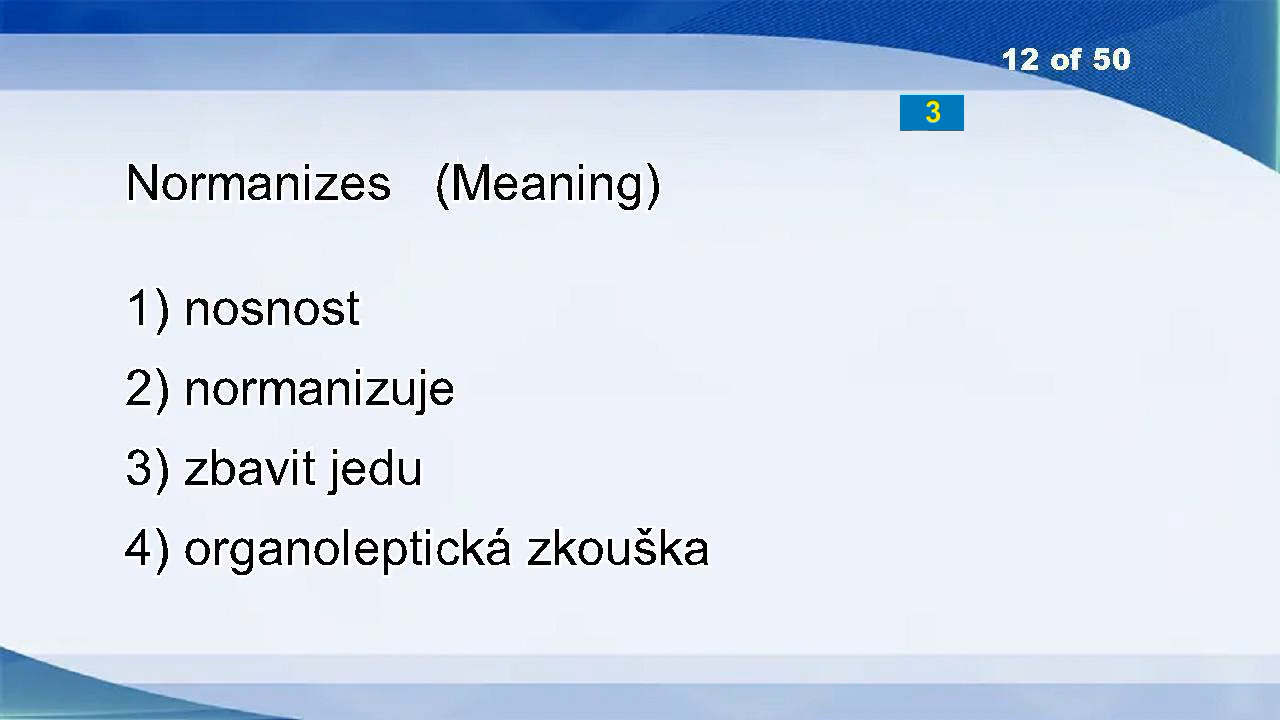 12 of 50
3
Normanizes (Meaning)
1) nosnost
2) normanizuje
3) zbavit jedu
4) organoleptická zkouška